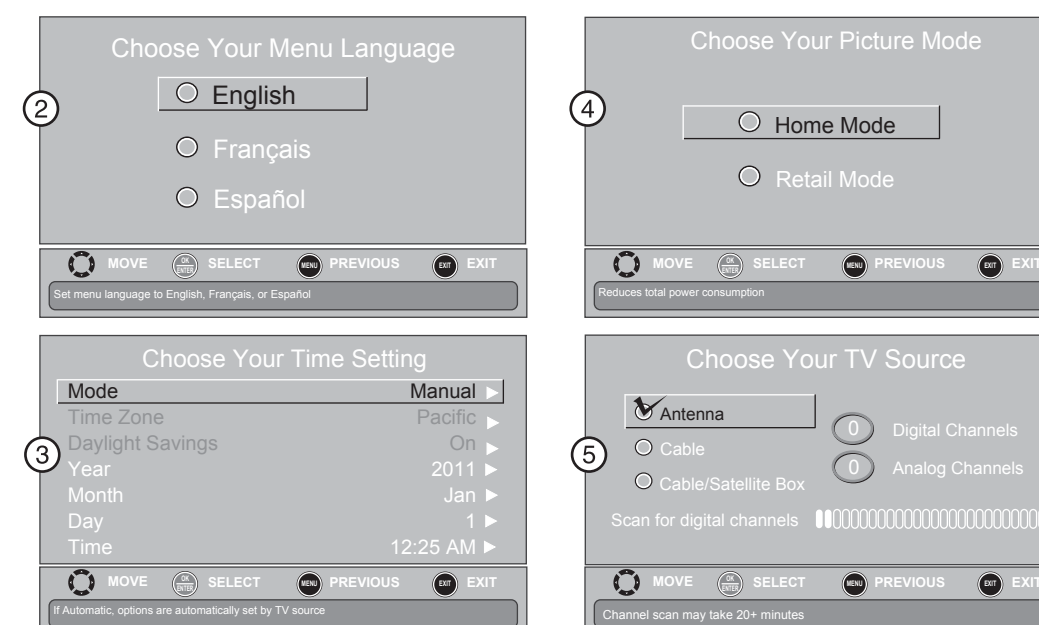 2
Choose Your Menu Language
English
Français
Español
MOVE OK ENTER SELECT MENU PREVIOUS EXIT EXIT
Set menu language to English, Français, or Español
3
Choose Your Time Setting
Mode Manual
Time Zone Pacific
Daylight Savings On
Year 2011
Month Jan
Day 1
Time 12:25 AM
MOVE OK ENTER SELECT MENU PREVIOUS EXIT EXIT
If Automatic, options are automatically set by TV source
4
Choose Your Picture Mode
Home Mode
Retail Mode
MOVE OK ENTER SELECT MENU PREVIOUS EXIT EXIT
Reduces total power consumption
5
Choose Your TV Source
Antenna
Cable
Cable/Satellite Box
0 Digital Channels
0 Analog Channels
Scan for digital channels
MOVE OK ENTER SELECT MENU PREVIOUS EXIT EXIT
Channel scan may take 20+ minutes